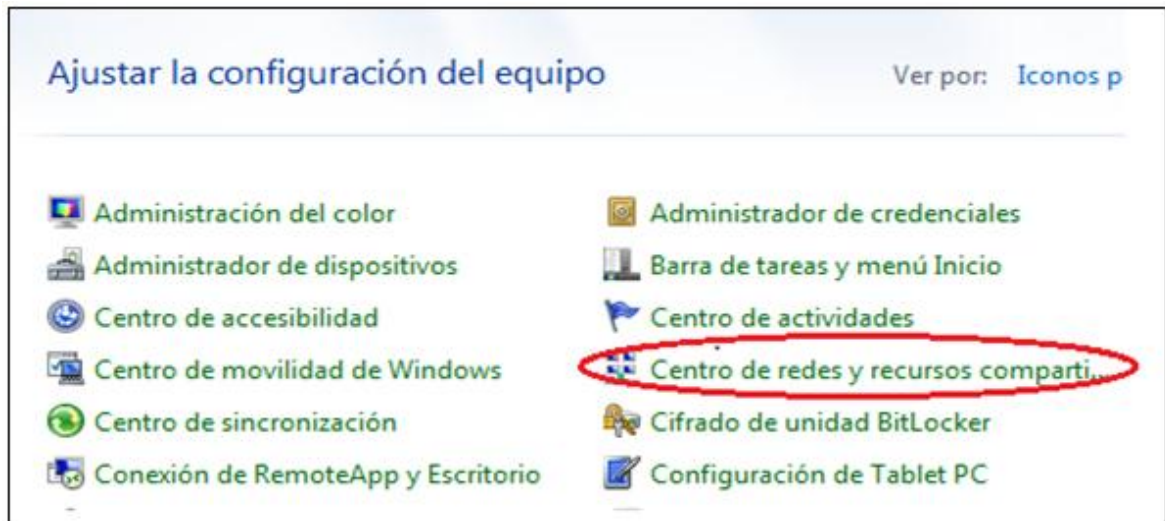 Ajustar la configuración del equipo
Ver por: Iconos p
Administración del color
Administrador de credenciales
Administrador de dispositivos
Barra de tareas y menú Inicio
Centro de accesibilidad
Centro de actividades
Centro de movilidad de Windows
Centro de redes y recursos comparti...
Centro de sincronización
Cifrado de unidad BitLocker
Conexión de RemoteApp y Escritorio
Configuración de Tablet PC